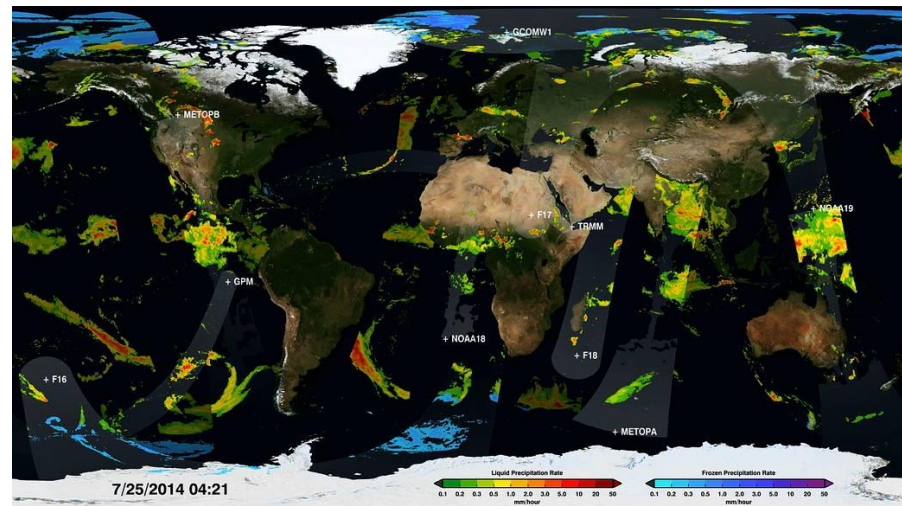 + GCOMW1
+ METOPB
+ NOAA19
+ F17
+ TRMM
+ GPM
+ NOAA18
+ F18
+ F16
+ METOPA
7/25/2014 04:21
Liquid Precipitation Rate
0.1 0.2 0.3 0.5 1.0 2.0 3.0 5.0 10 20 50
mm/hour
Frozen Precipitation Rate
0.1 0.2 0.3 0.5 1.0 2.0 3.0 5.0 10 20 50
mm/hour